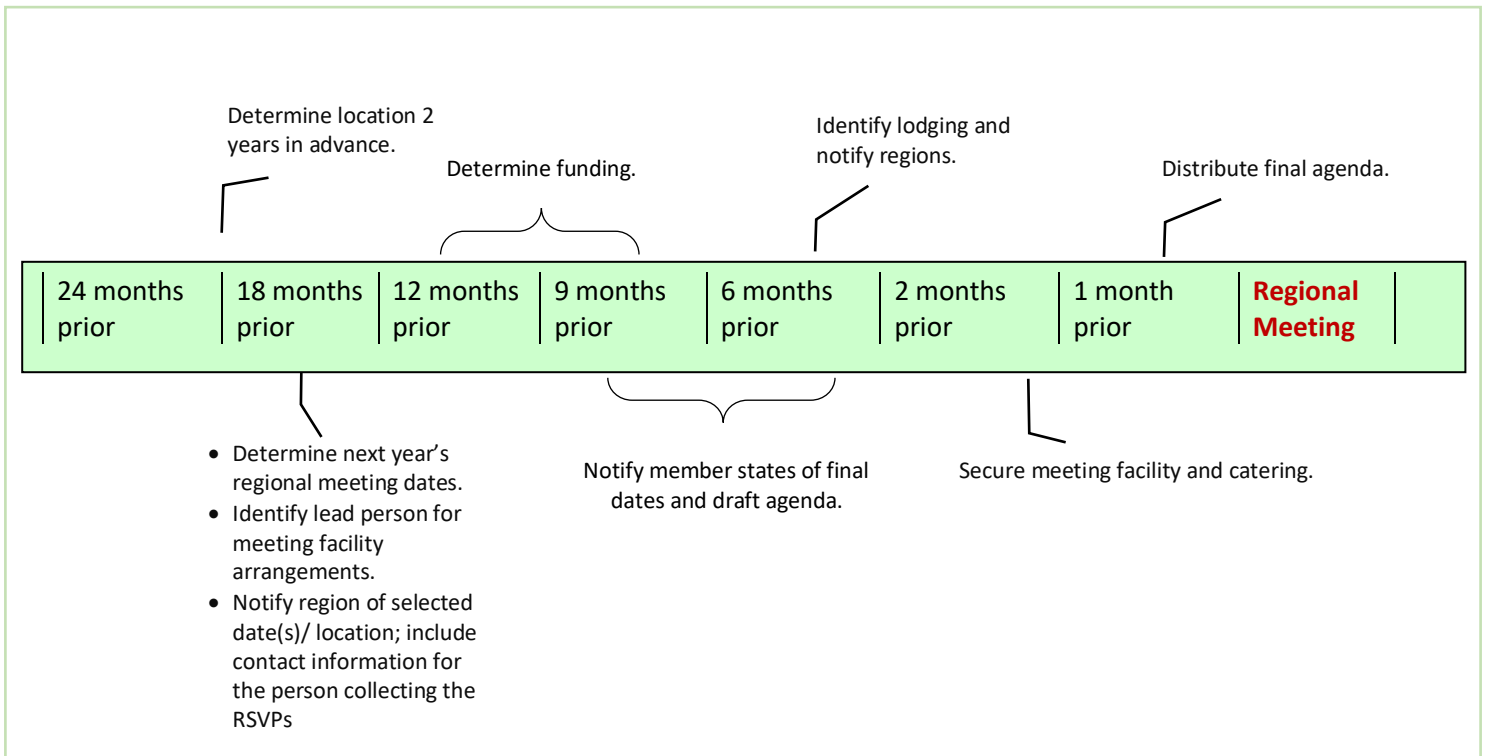 Determine location 2
years in advance.
Determine funding.
Identify lodging and
notify regions.
Distribute final agenda.
24 months
prior
18 months
prior
12 months
prior
9 months
prior
6 months
prior
2 months
prior
1 month
prior
Regional
Meeting
• Determine next year’s
regional meeting dates.
• Identify lead person for
meeting facility
arrangements.
• Notify region of selected
date(s)/ location; include
contact information for
the person collecting the
RSVPs
Notify member states of final
dates and draft agenda.
Secure meeting facility and catering.